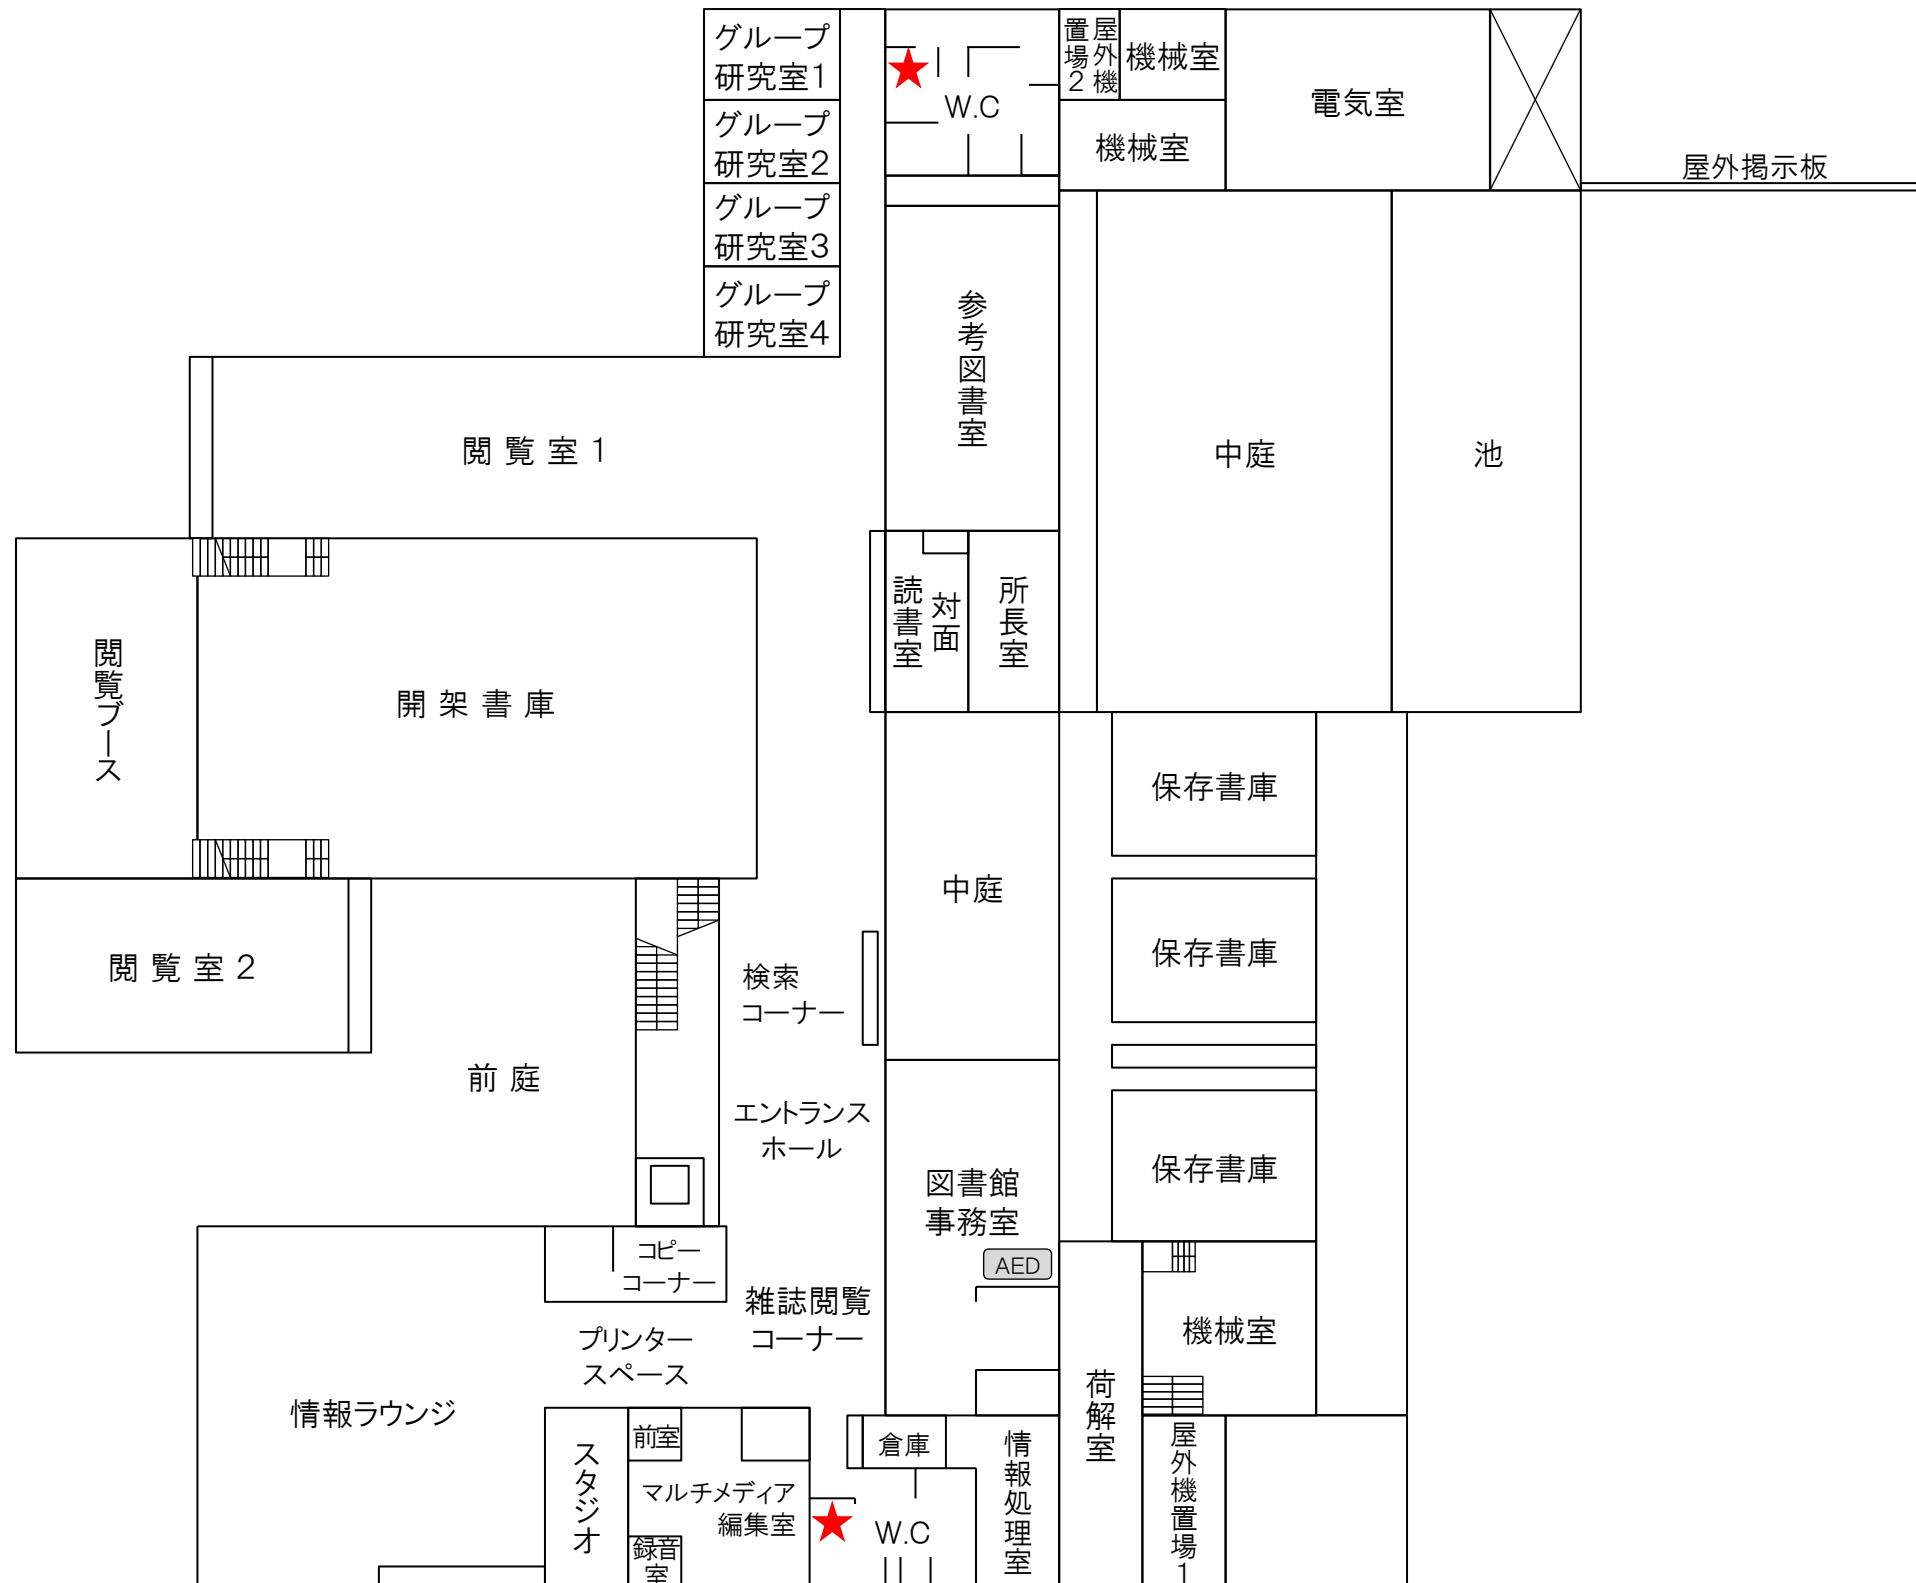 グループ
研究室1
グループ
研究室2
グループ
研究室3
グループ
研究室4
W.C
屋外機
置場2
機械室
機械室
電気室
屋外掲示板
参考図書室
中庭
池
閲覧室1
対面
読書室
所長室
閲覧ブース
開架書庫
保存書庫
中庭
保存書庫
閲覧室2
検索
コーナー
前庭
エントランス
ホール
保存書庫
図書館
事務室
AED
コピー
コーナー
雑誌閲覧
コーナー
プリンター
スペース
機械室
情報ラウンジ
荷解室
スタジオ
前室
倉庫
情報処理室
屋外機置場1
マルチメディア
編集室
W.C
録音
室